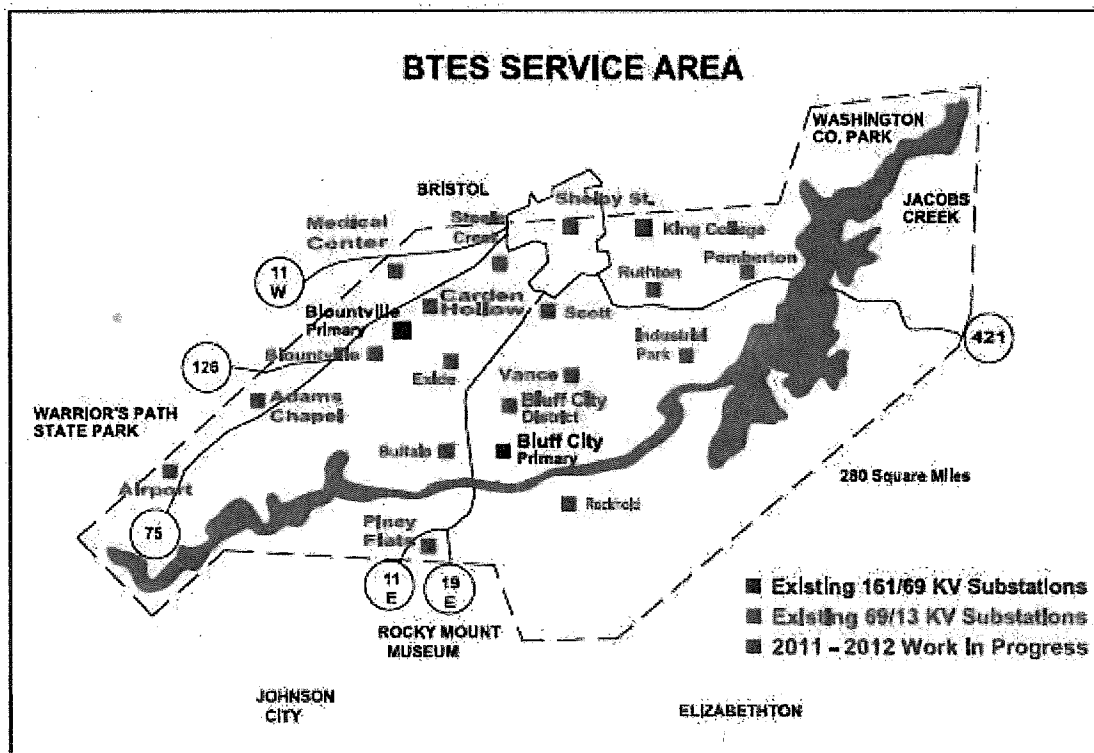 BTES SERVICE AREA
WASHINGTON
CO. PARK
BRISTOL
Shelby St.
JACOBS
CREEK
Medical
Center
Steele
Creek
King College
Pemberton
Ruthton
11
W
Carden
Hollow
Scott
Blountville
Primary
Industrial
Park
421
126
Blountville
Exide
Vance
Adams
Chapel
Bluff City
District
WARRIOR'S PATH
STATE PARK
Buffalo
Bluff City
Primary
280 Square Miles
Airport
Rockhold
75
Piney
Flats
11
E
19
E
Existing 161/69 KV Substations
Existing 69/13 KV Substations
2011 - 2012 Work In Progress
ROCKY MOUNT
MUSEUM
JOHNSON
CITY
ELIZABETHTON